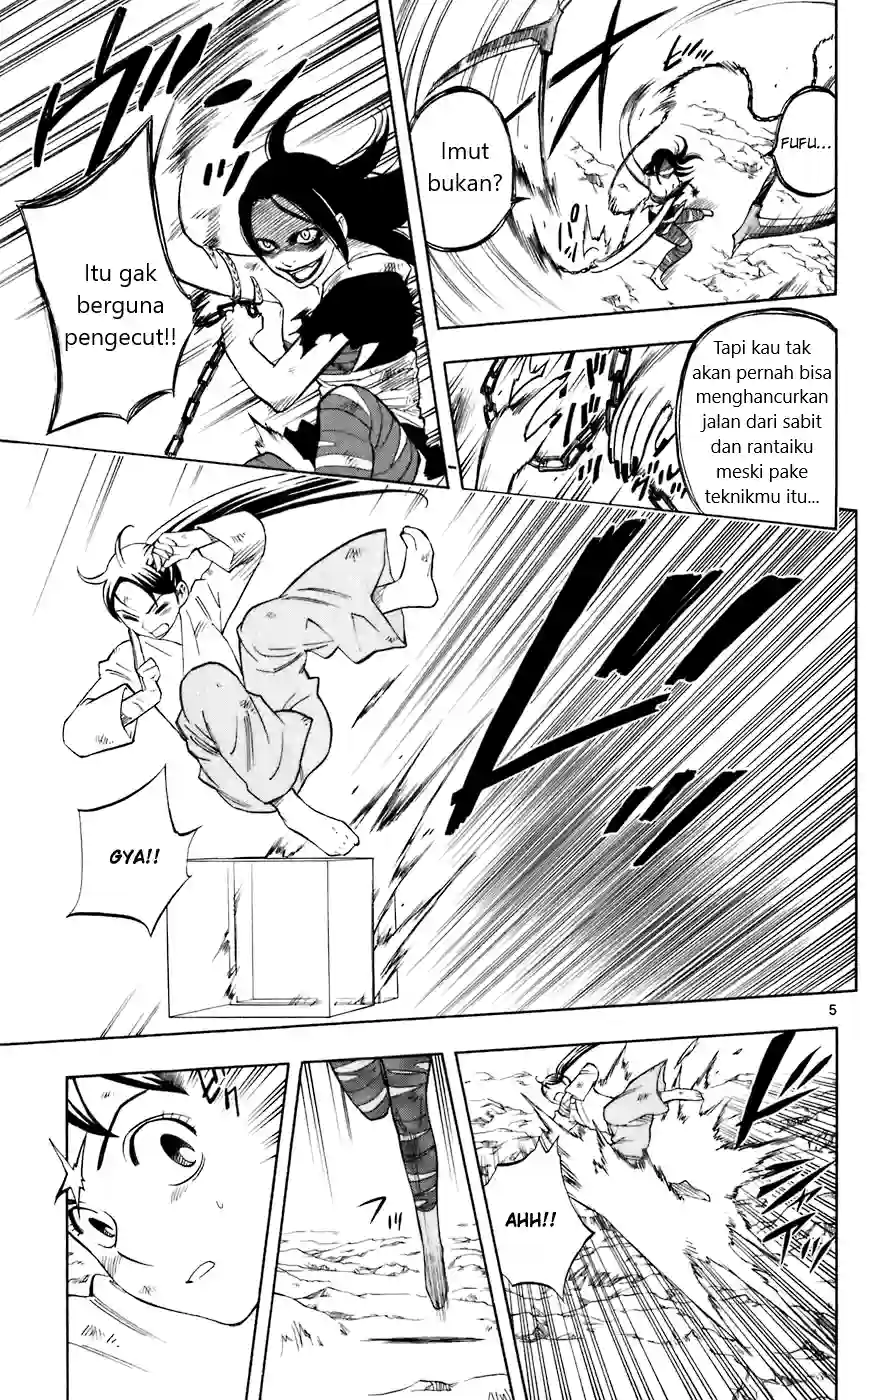 FUFU...
Imut
bukan?
Tapi kau tak
akan pernah bisa
menghancurkan
jalan dari sabit
dan rantaiku
meski pake
teknikmu itu...
Itu gak
berguna
pengecut!!
GYA!!
5
AHH!!